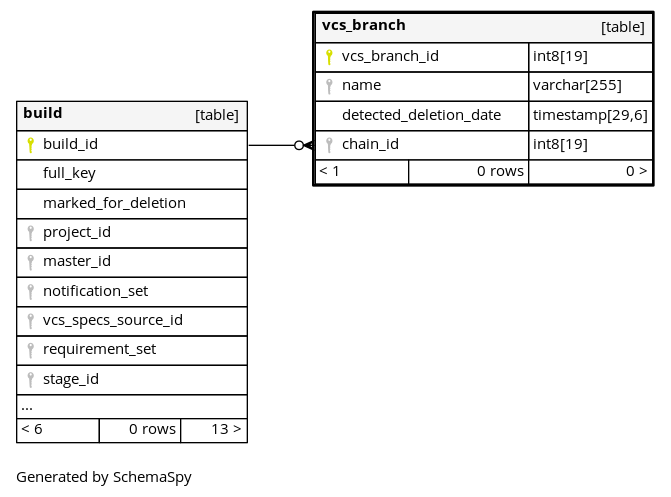 vcs_branch [table]
vcs_branch_id int8[19]
name varchar[255]
detected_deletion_date timestamp[29,6]
chain_id int8[19]
< 1 0 rows 0 >
build [table]
build_id
full_key
marked_for_deletion
project_id
master_id
notification_set
vcs_specs_source_id
requirement_set
stage_id
...
< 6 0 rows 13 >
Generated by SchemaSpy